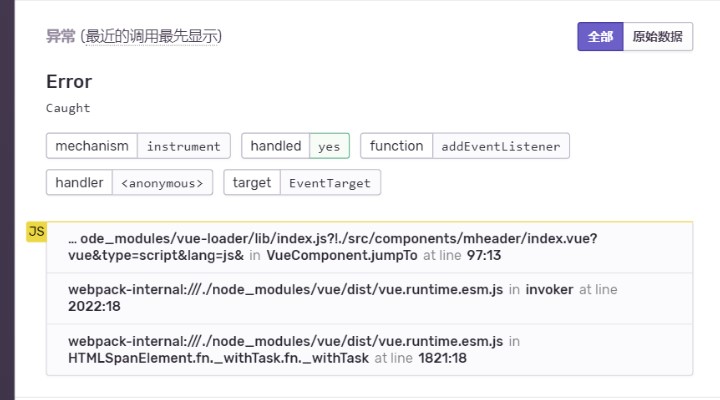 异常 (最近的调用最先显示)
全部 原始数据
Error
Caught
mechanism instrument handled yes function addEventListener
handler <anonymous> target EventTarget
JS
… ode_modules/vue-loader/lib/index.js?!./src/components/mheader/index.vue?
vue&type=script&lang=js& in VueComponent.jumpTo at line 97:13
webpack-internal:///./node_modules/vue/dist/vue.runtime.esm.js in invoker at line
2022:18
webpack-internal:///./node_modules/vue/dist/vue.runtime.esm.js in
HTMLSpanElement.fn._withTask.fn._withTask at line 1821:18